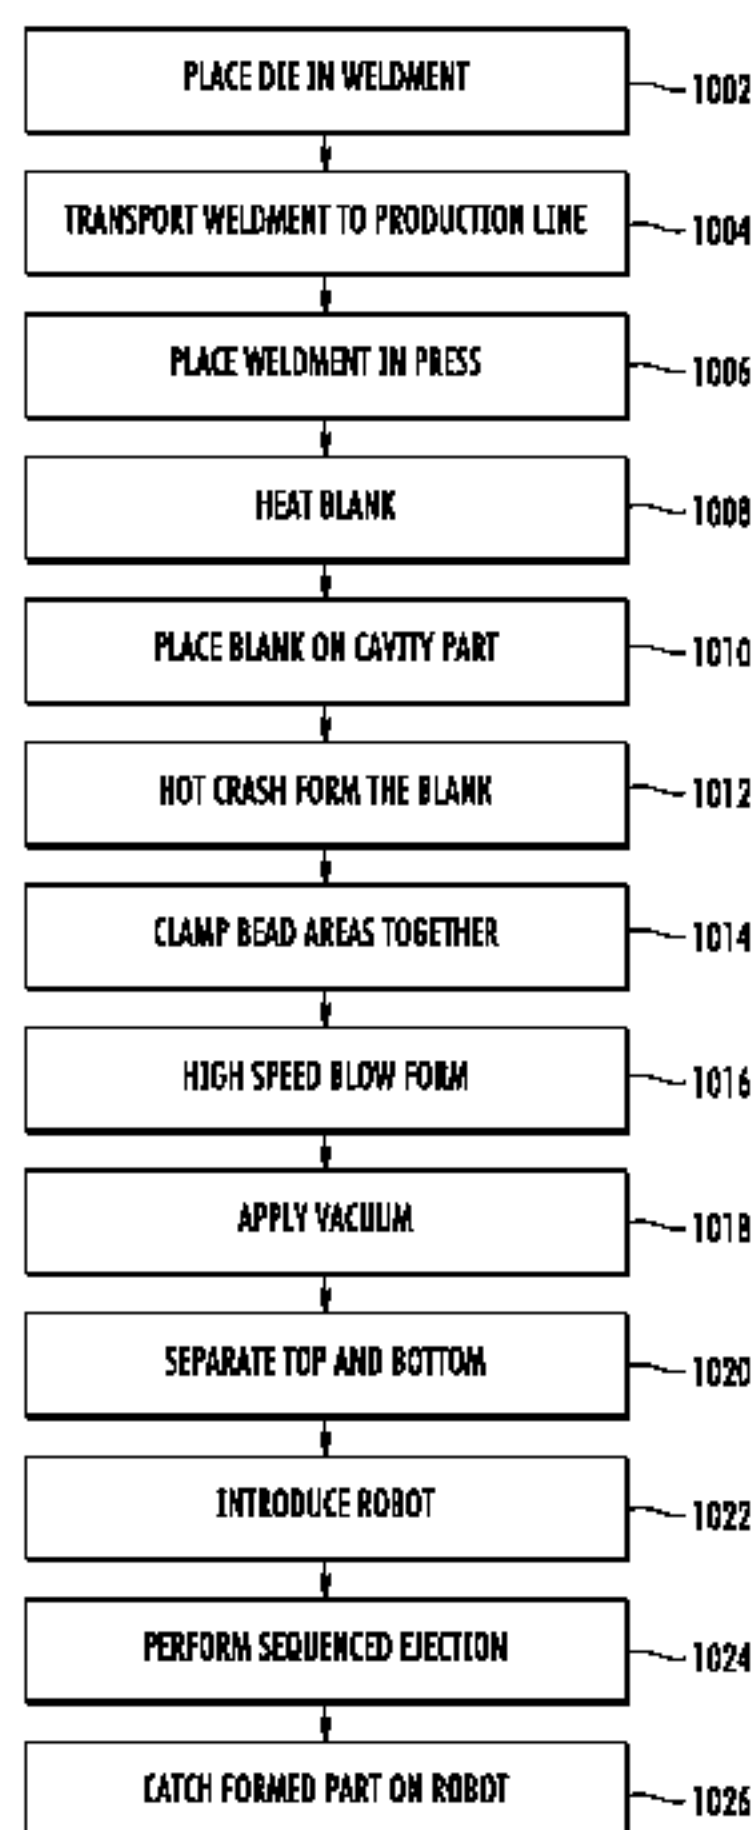 PLACE DIE IN WELDMENT
1002
TRANSPORT WELDMENT TO PRODUCTION LINE
1004
PLACE WELDMENT IN PRESS
1006
HEAT BLANK
1008
PLACE BLANK ON CAVITY PART
1010
HOT CRASH FORM THE BLANK
1012
CLAMP BEAD AREAS TOGETHER
1014
HIGH SPEED BLOW FORM
1016
APPLY VACUUM
1018
SEPARATE TOP AND BOTTOM
1020
INTRODUCE ROBOT
1022
PERFORM SEQUENCED EJECTION
1024
CATCH FORMED PART ON ROBOT
1026